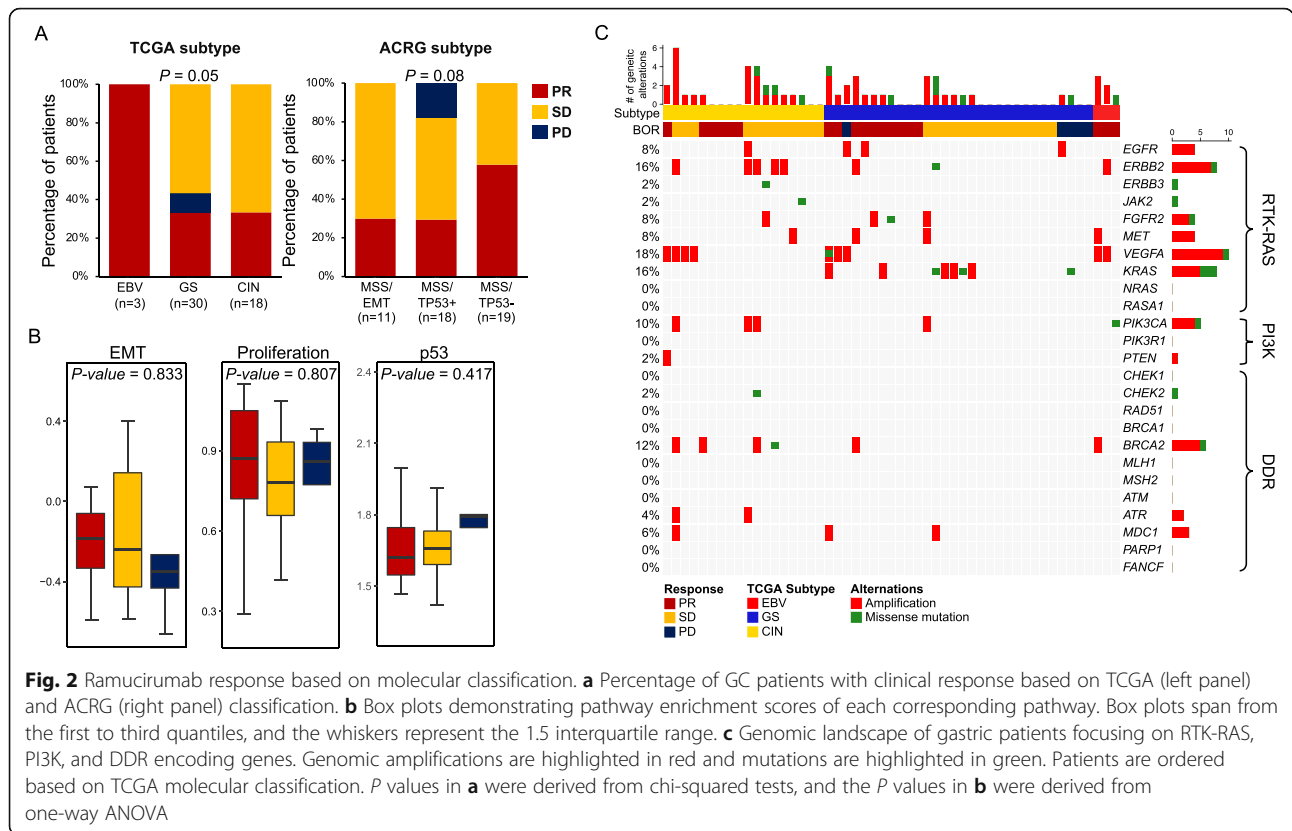 A
TCGA subtype
P = 0.05
Percentage of patients
100%
80%
60%
40%
20%
0%
EBV
(n=3)
GS
(n=30)
CIN
(n=18)
ACRG subtype
P = 0.08
Percentage of patients
100%
80%
60%
40%
20%
0%
MSS/
EMT
(n=11)
MSS/
TP53+
(n=18)
MSS/
TP53-
(n=19)
PR
SD
PD
B
EMT
P-value = 0.833
0.4
0.0
−0.4
Proliferation
P-value = 0.807
0.9
0.6
0.3
p53
P-value = 0.417
2.4
2.1
1.8
1.5
C
# of geneitc
alterations
6
4
2
0
Subtype
BOR
0 5 10
8% EGFR
16% ERBB2
2% ERBB3
2% JAK2
8% FGFR2
8% MET
18% VEGFA
16% KRAS
0% NRAS
0% RASA1
RTK-RAS
10% PIK3CA
0% PIK3R1
2% PTEN
PI3K
0% CHEK1
2% CHEK2
0% RAD51
0% BRCA1
12% BRCA2
0% MLH1
0% MSH2
0% ATM
4% ATR
6% MDC1
0% PARP1
0% FANCF
DDR
Response
PR
SD
PD
TCGA Subtype
EBV
GS
CIN
Alternations
Amplification
Missense mutation
Fig. 2 Ramucirumab response based on molecular classification. a Percentage of GC patients with clinical response based on TCGA (left panel)
and ACRG (right panel) classification. b Box plots demonstrating pathway enrichment scores of each corresponding pathway. Box plots span from
the first to third quantiles, and the whiskers represent the 1.5 interquartile range. c Genomic landscape of gastric patients focusing on RTK-RAS,
PI3K, and DDR encoding genes. Genomic amplifications are highlighted in red and mutations are highlighted in green. Patients are ordered
based on TCGA molecular classification. P values in a were derived from chi-squared tests, and the P values in b were derived from
one-way ANOVA